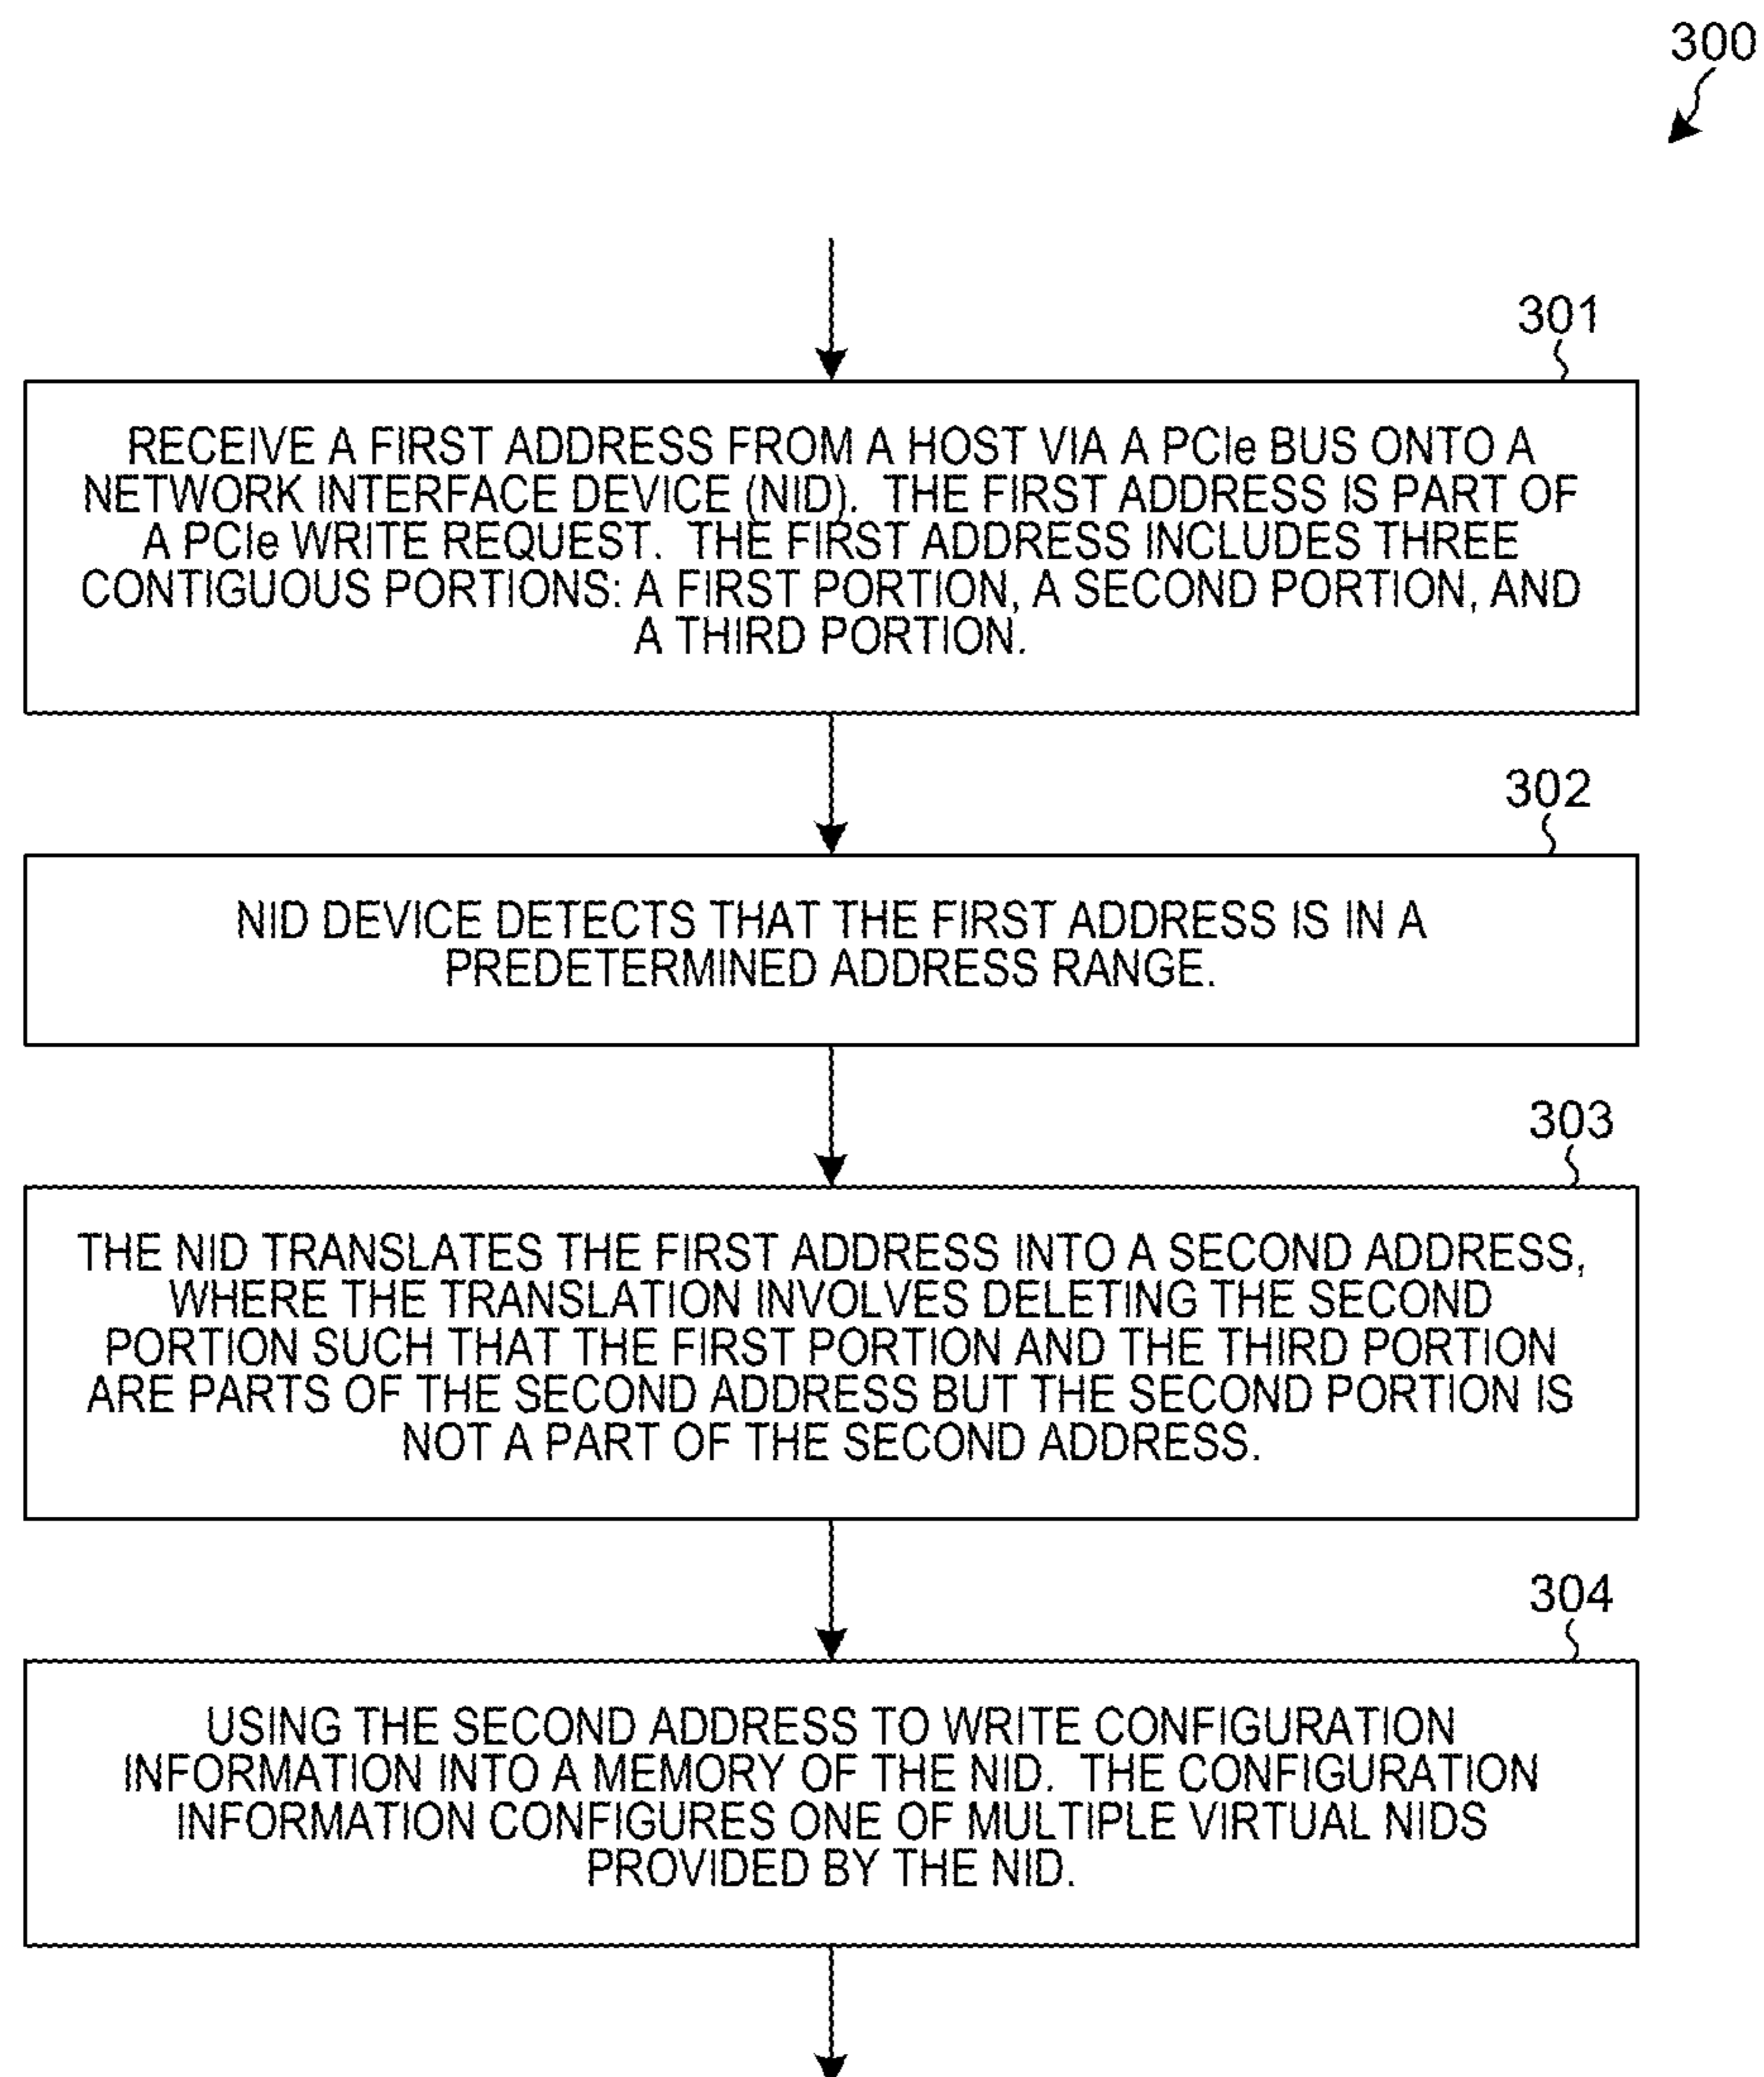 300
301
RECEIVE A FIRST ADDRESS FROM A HOST VIA A PCIe BUS ONTO A
NETWORK INTERFACE DEVICE (NID). THE FIRST ADDRESS IS PART OF
A PCIe WRITE REQUEST. THE FIRST ADDRESS INCLUDES THREE
CONTIGUOUS PORTIONS: A FIRST PORTION, A SECOND PORTION, AND
A THIRD PORTION.
302
NID DEVICE DETECTS THAT THE FIRST ADDRESS IS IN A
PREDETERMINED ADDRESS RANGE.
303
THE NID TRANSLATES THE FIRST ADDRESS INTO A SECOND ADDRESS,
WHERE THE TRANSLATION INVOLVES DELETING THE SECOND
PORTION SUCH THAT THE FIRST PORTION AND THE THIRD PORTION
ARE PARTS OF THE SECOND ADDRESS BUT THE SECOND PORTION IS
NOT A PART OF THE SECOND ADDRESS.
304
USING THE SECOND ADDRESS TO WRITE CONFIGURATION
INFORMATION INTO A MEMORY OF THE NID. THE CONFIGURATION
INFORMATION CONFIGURES ONE OF MULTIPLE VIRTUAL NIDS
PROVIDED BY THE NID.